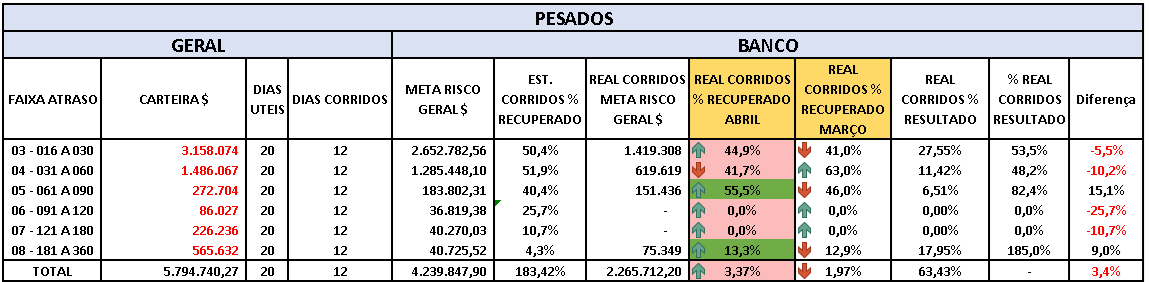 PESADOS
GERAL BANCO
FAIXA ATRASO CARTEIRA $ DIAS UTEIS DIAS CORRIDOS META RISCO GERAL $ EST. CORRIDOS % RECUPERADO REAL CORRIDOS META RISCO GERAL $ REAL CORRIDOS % RECUPERADO ABRIL REAL CORRIDOS % RECUPERADO MARÇO REAL CORRIDOS % RESULTADO % REAL CORRIDOS RESULTADO Diferença
03 - 016 A 030 3.158.074 20 12 2.652.782,56 50,4% 1.419.308 44,9% 41,0% 27,55% 53,5% -5,5%
04 - 031 A 060 1.486.067 20 12 1.285.448,10 51,9% 619.619 41,7% 63,0% 11,42% 48,2% -10,2%
05 - 061 A 090 272.704 20 12 183.802,31 40,4% 151.436 55,5% 46,0% 6,51% 82,4% 15,1%
06 - 091 A 120 86.027 20 12 36.819,38 25,7% - 0,0% 0,0% 0,00% 0,0% -25,7%
07 - 121 A 180 226.236 20 12 40.270,03 10,7% - 0,0% 0,0% 0,00% 0,0% -10,7%
08 - 181 A 360 565.632 20 12 40.725,52 4,3% 75.349 13,3% 12,9% 17,95% 185,0% 9,0%
TOTAL 5.794.740,27 20 12 4.239.847,90 183,42% 2.265.712,20 3,37% 1,97% 63,43% - 3,4%